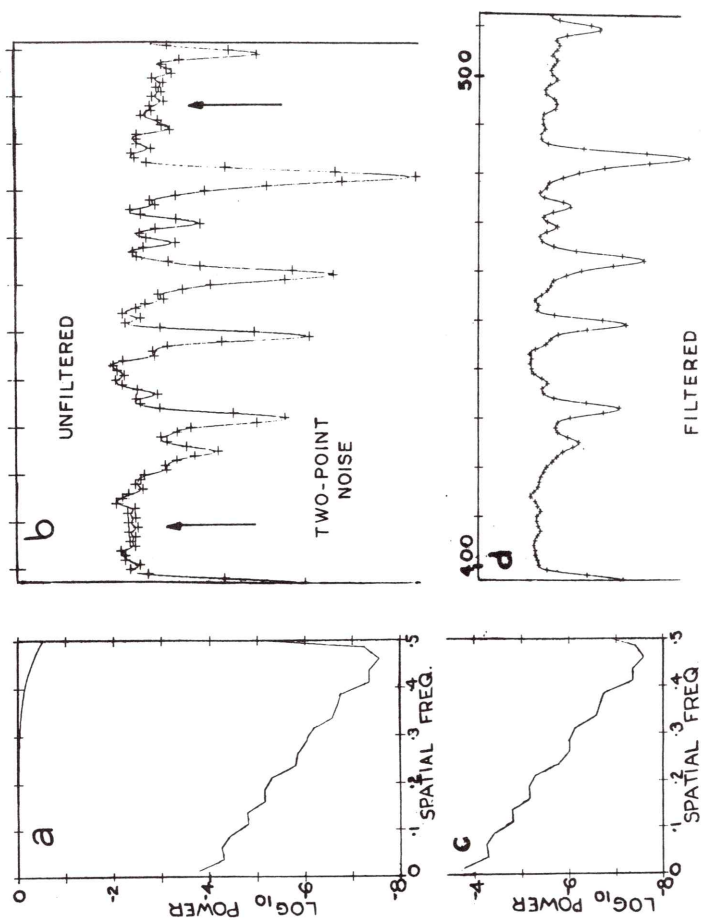 a
0
-2
-4
-6
-8
LOG10 POWER
0 .1 .2 .3 .4 .5
SPATIAL FREQ.
b
UNFILTERED
TWO-POINT
NOISE
c
-4
-6
-8
LOG10 POWER
0 .1 .2 .3 .4 .5
SPATIAL FREQ.
d
400 500
FILTERED